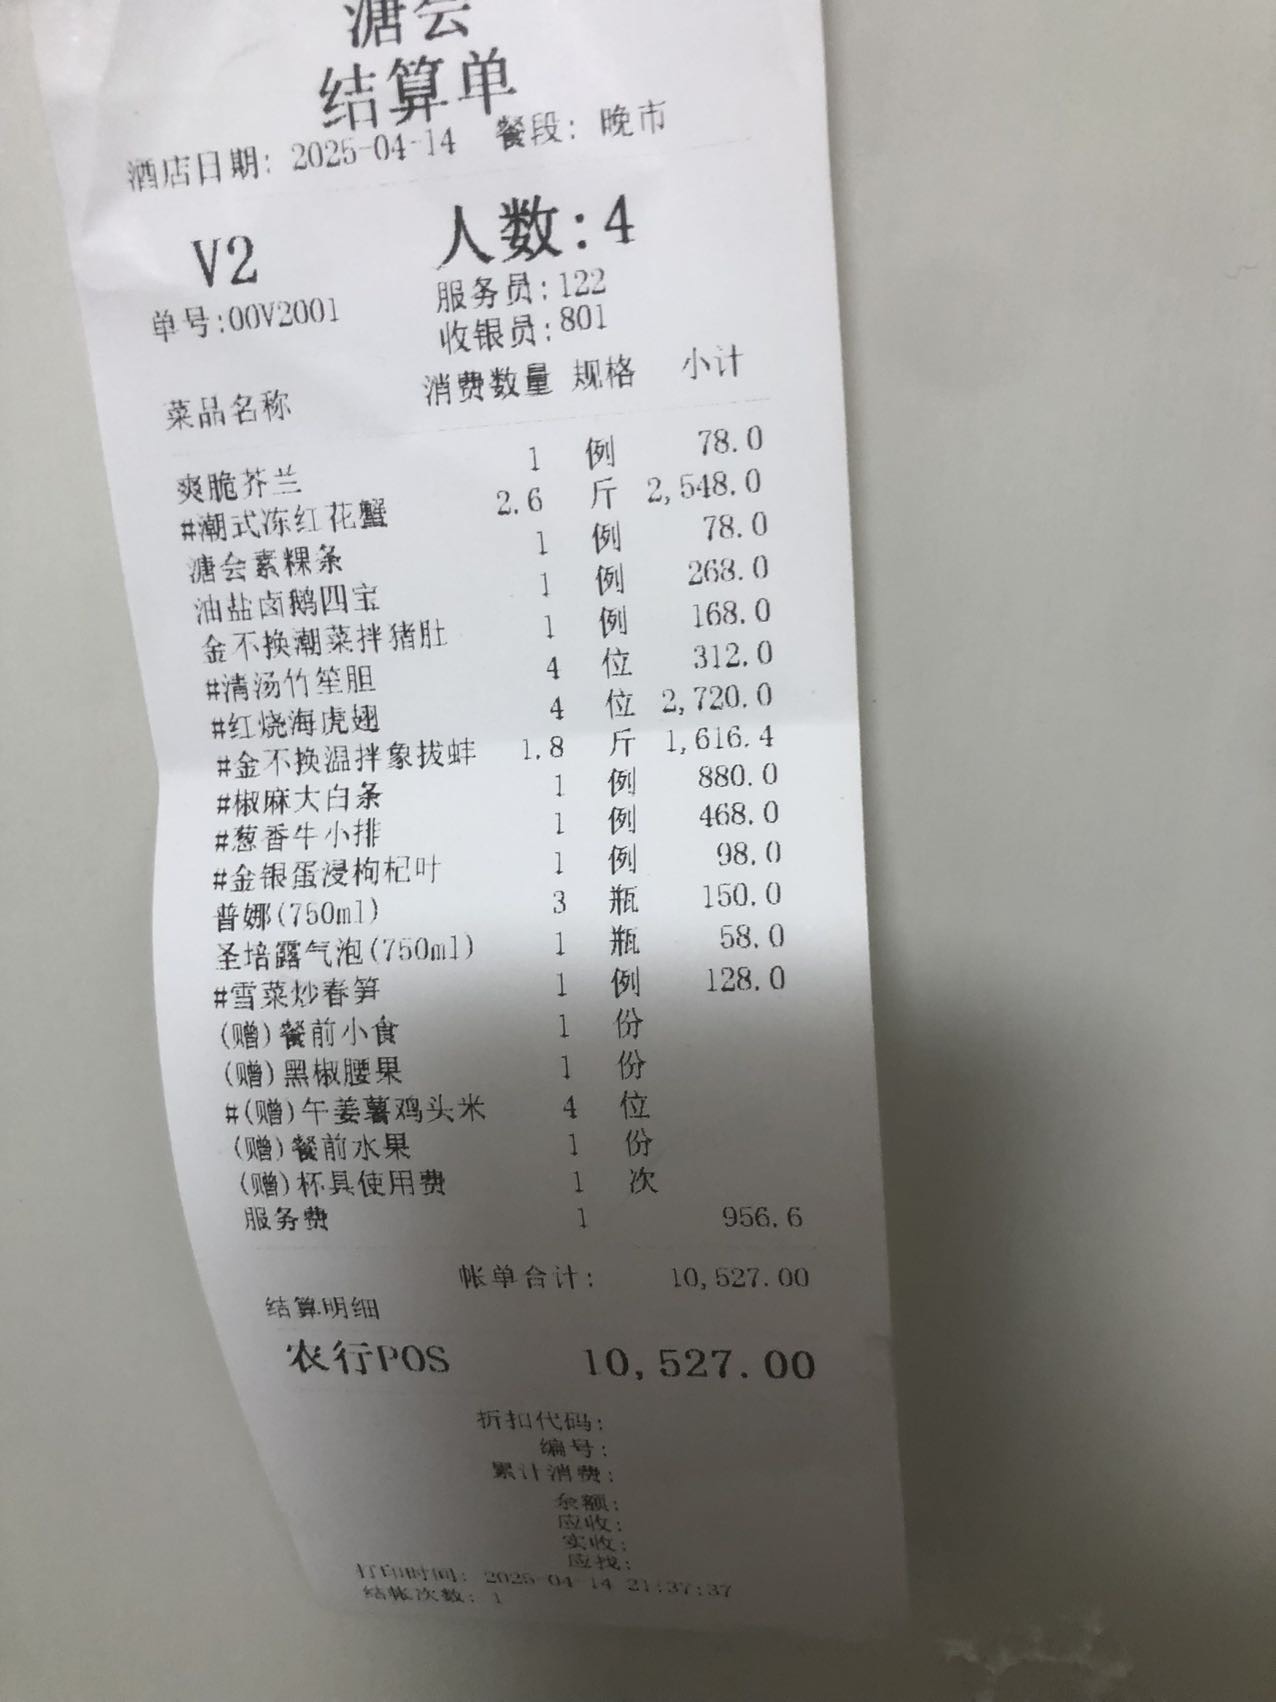 溏会
结算单
酒店日期: 2025-04-14 餐段: 晚市
V2 人数:4
单号:00V2001 服务员:122
收银员:801
菜品名称 消费数量 规格 小计
爽脆芥兰 1 例 78.0
#潮式冻红花蟹 2.6 斤 2,548.0
溏会素粿条 1 例 78.0
油盐卤鹅四宝 1 例 268.0
金不换潮菜拌猪肚 1 例 168.0
#清汤竹笙胆 4 位 312.0
#红烧海虎翅 4 位 2,720.0
#金不换温拌象拔蚌 1.8 斤 1,616.4
#椒麻大白条 1 例 880.0
#葱香牛小排 1 例 468.0
#金银蛋浸枸杞叶 1 例 98.0
普娜(750ml) 3 瓶 150.0
圣培露气泡(750ml) 1 瓶 58.0
#雪菜炒春笋 1 例 128.0
(赠)餐前小食 1 份
(赠)黑椒腰果 1 份
#(赠)午姜薯鸡头米 4 位
(赠)餐前水果 1 份
(赠)杯具使用费 1 次
服务费 1 956.6
帐单合计: 10,527.00
结算明细
农行POS 10,527.00
折扣代码:
编号:
累计消费:
余额:
应收:
实收:
应找:
打印时间: 2025-04-14 21:37:37
结帐次数: 1